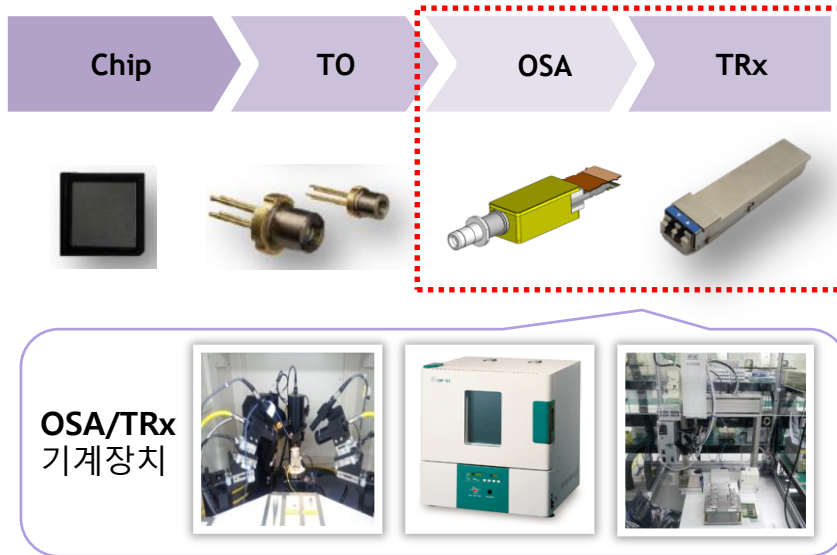 Chip
TO
OSA
TRx
OSA/TRx
기계장치